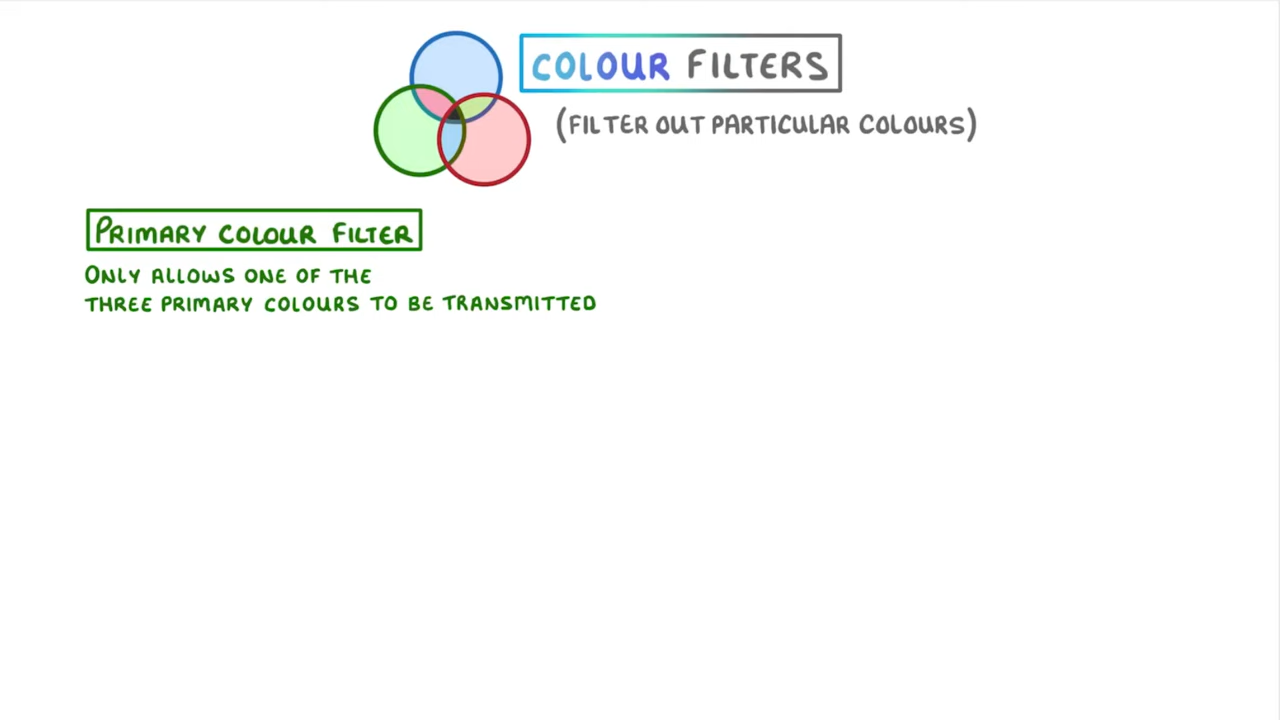 COLOUR FILTERS
(FILTER OUT PARTICULAR COLOURS)
PRIMARY COLOUR FILTER
ONLY ALLOWS ONE OF THE
THREE PRIMARY COLOURS TO BE TRANSMITTED